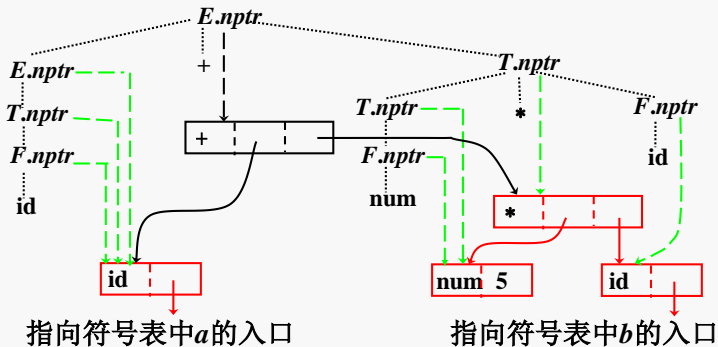 E.nptr
+
E.nptr
T.nptr
T.nptr
*
F.nptr
T.nptr
+
F.nptr
F.nptr
id
id
num
*
id
num 5
id
指向符号表中a的入口
指向符号表中b的入口